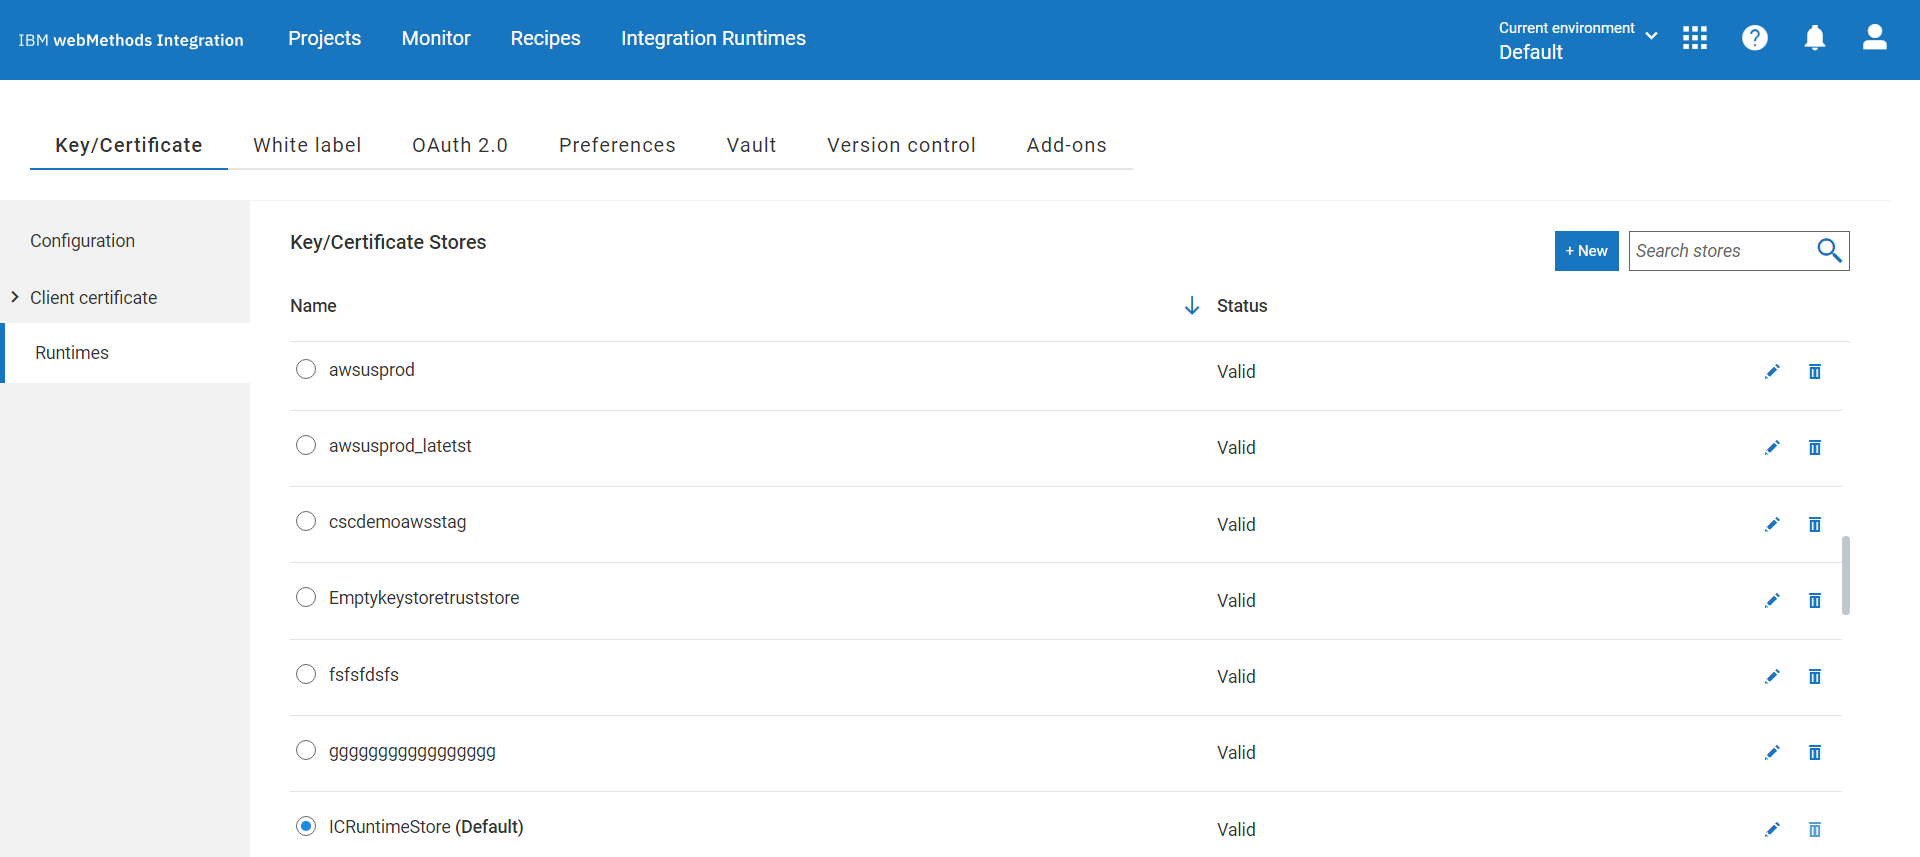 IBM webMethods Integration
Projects
Monitor
Recipes
Integration Runtimes
Current environment
Default
Key/Certificate
White label
OAuth 2.0
Preferences
Vault
Version control
Add-ons
Configuration
Client certificate
Runtimes
Key/Certificate Stores
+ New
Search stores
Name
Status
awsusprod
Valid
awsusprod_latetst
Valid
cscdemoawsstag
Valid
Emptykeystoretruststore
Valid
fsfsfdsfs
Valid
ggggggggggggggggg
Valid
ICRuntimeStore (Default)
Valid